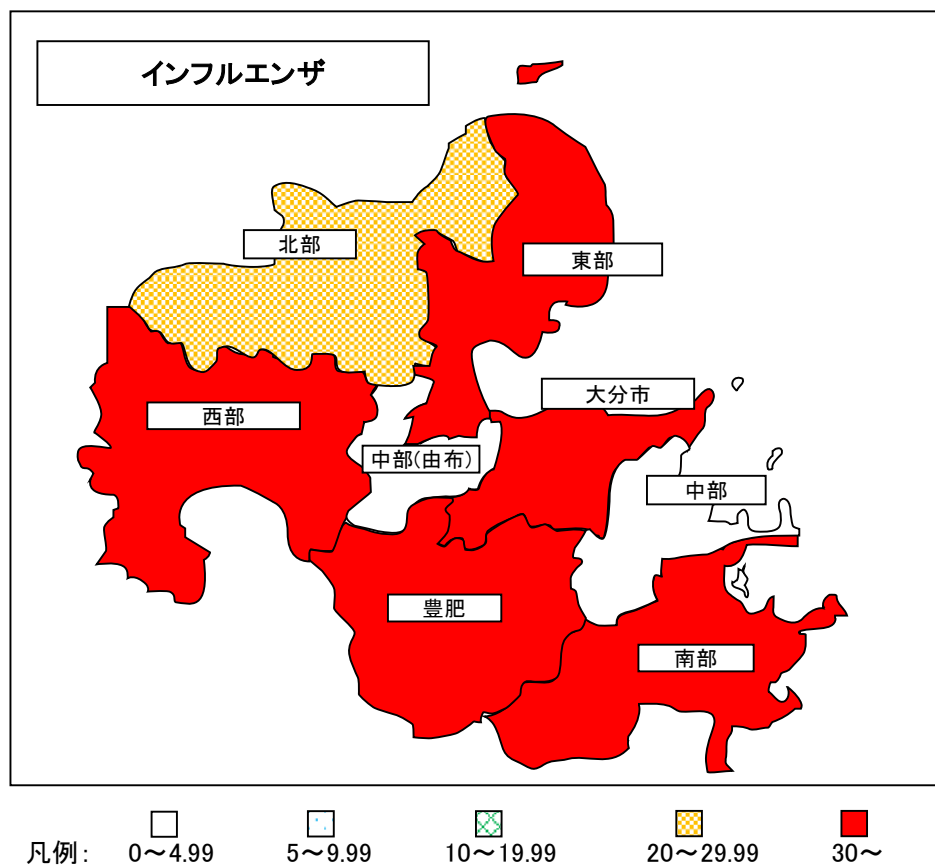 インフルエンザ
北部
東部
大分市
西部
中部(由布)
中部
豊肥
南部
凡例: 0～4.99 5～9.99 10～19.99 20～29.99 30～